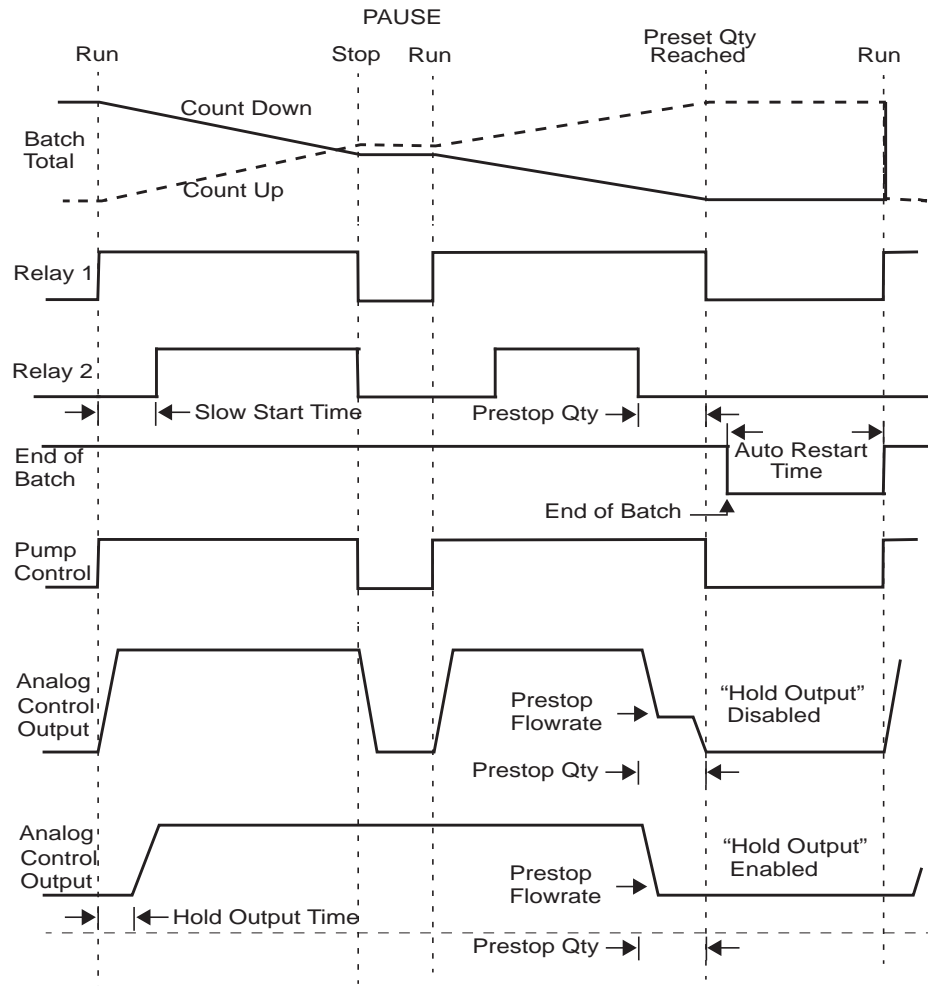 PAUSE
Run
Stop
Run
Preset Qty
Reached
Run
Count Down
Batch
Total
Count Up
Relay 1
Relay 2
Slow Start Time
Prestop Qty
End of
Batch
Auto Restart
Time
End of Batch
Pump
Control
Analog
Control
Output
Prestop
Flowrate
“Hold Output”
Disabled
Prestop Qty
Analog
Control
Output
Prestop
Flowrate
“Hold Output”
Enabled
Hold Output Time
Prestop Qty